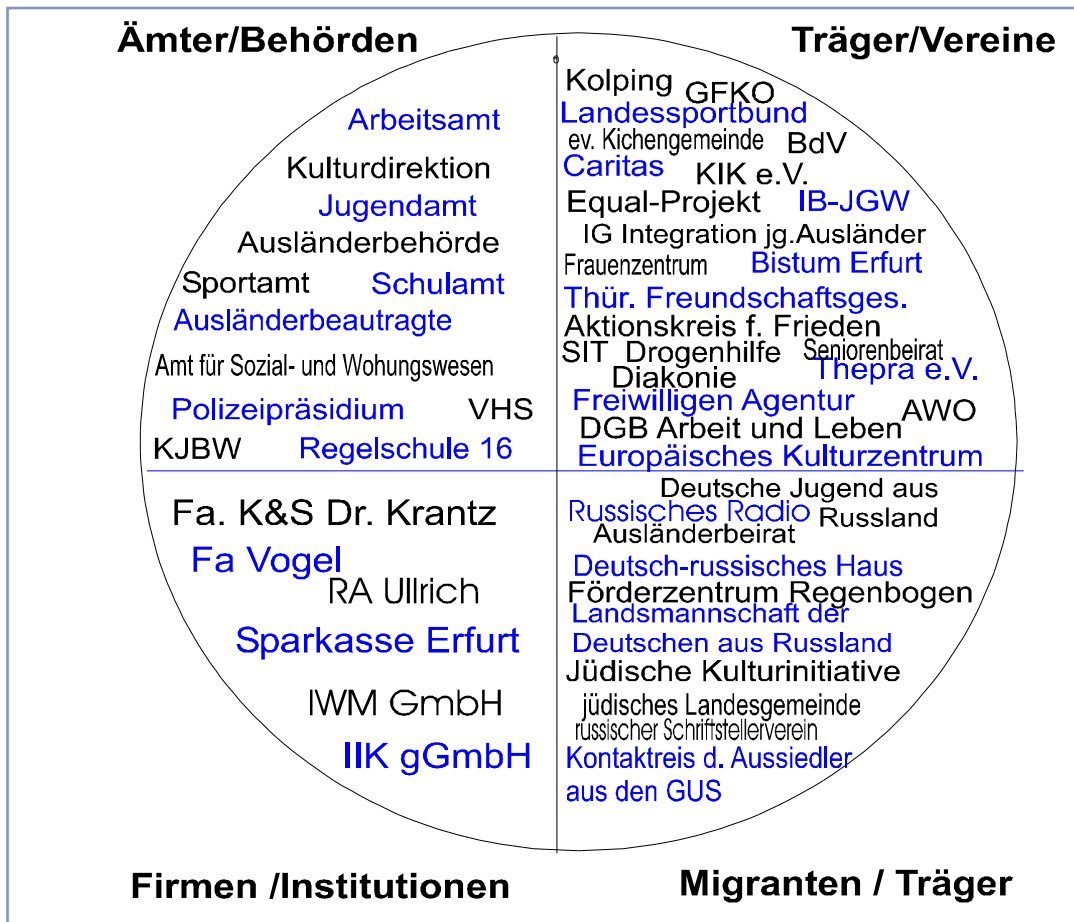 Ämter/Behörden
Arbeitsamt
Kulturdirektion
Jugendamt
Ausländerbehörde
Sportamt Schulamt
Ausländerbeautragte
Amt für Sozial- und Wohungswesen
Polizeipräsidium VHS
KJBW Regelschule 16
Träger/Vereine
Kolping GFKO
Landessportbund
ev. Kichengemeinde BdV
Caritas KIK e.V.
Equal-Projekt IB-JGW
IG Integration jg.Ausländer
Frauenzentrum Bistum Erfurt
Thür. Freundschaftsges.
Aktionskreis f. Frieden
SIT Drogenhilfe Seniorenbeirat
Diakonie Thepra e.V.
Freiwilligen Agentur AWO
DGB Arbeit und Leben
Europäisches Kulturzentrum
Fa. K&S Dr. Krantz
Fa Vogel
RA Ullrich
Sparkasse Erfurt
IWM GmbH
IIK gGmbH
Firmen /Institutionen
Deutsche Jugend aus
Russland
Russisches Radio
Ausländerbeirat
Deutsch-russisches Haus
Förderzentrum Regenbogen
Landsmannschaft der
Deutschen aus Russland
Jüdische Kulturinitiative
jüdisches Landesgemeinde
russischer Schriftstellerverein
Kontaktreis d. Aussiedler
aus den GUS
Migranten / Träger